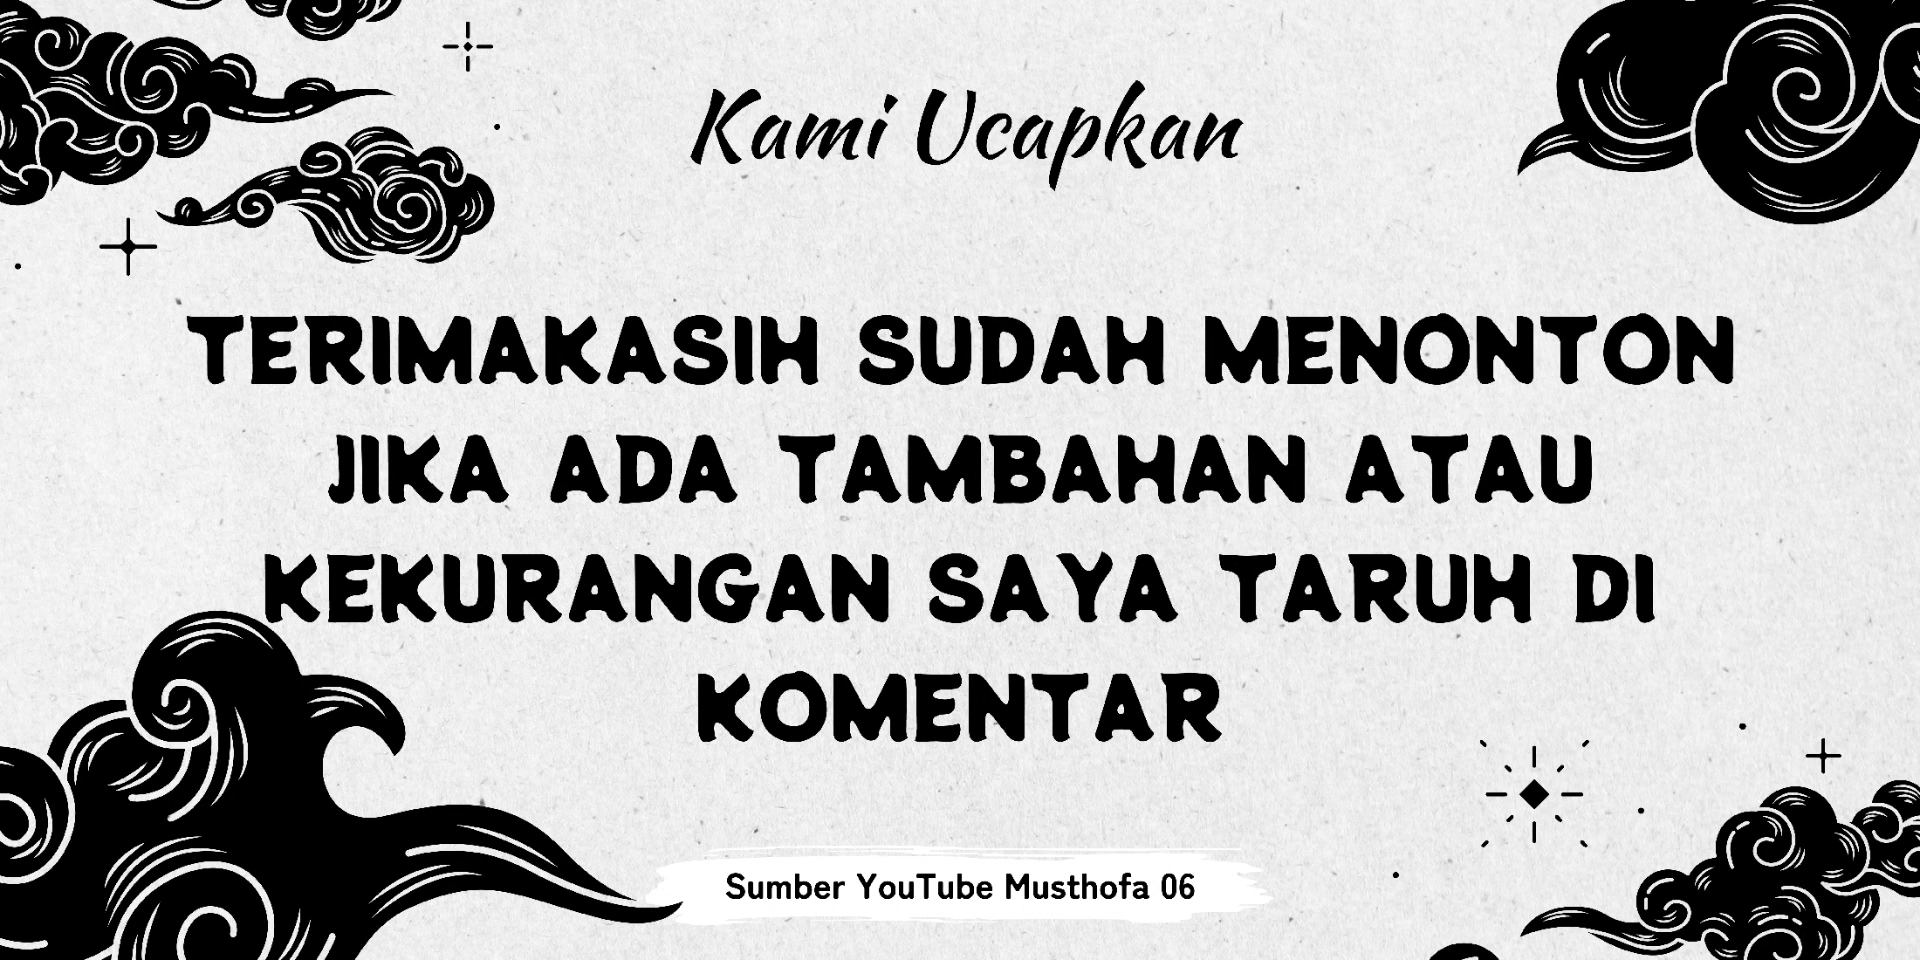 Kami Ucapkan
TERIMAKASIH SUDAH MENONTON
JIKA ADA TAMBAHAN ATAU
KEKURANGAN SAYA TARUH DI
KOMENTAR
Sumber YouTube Musthofa 06